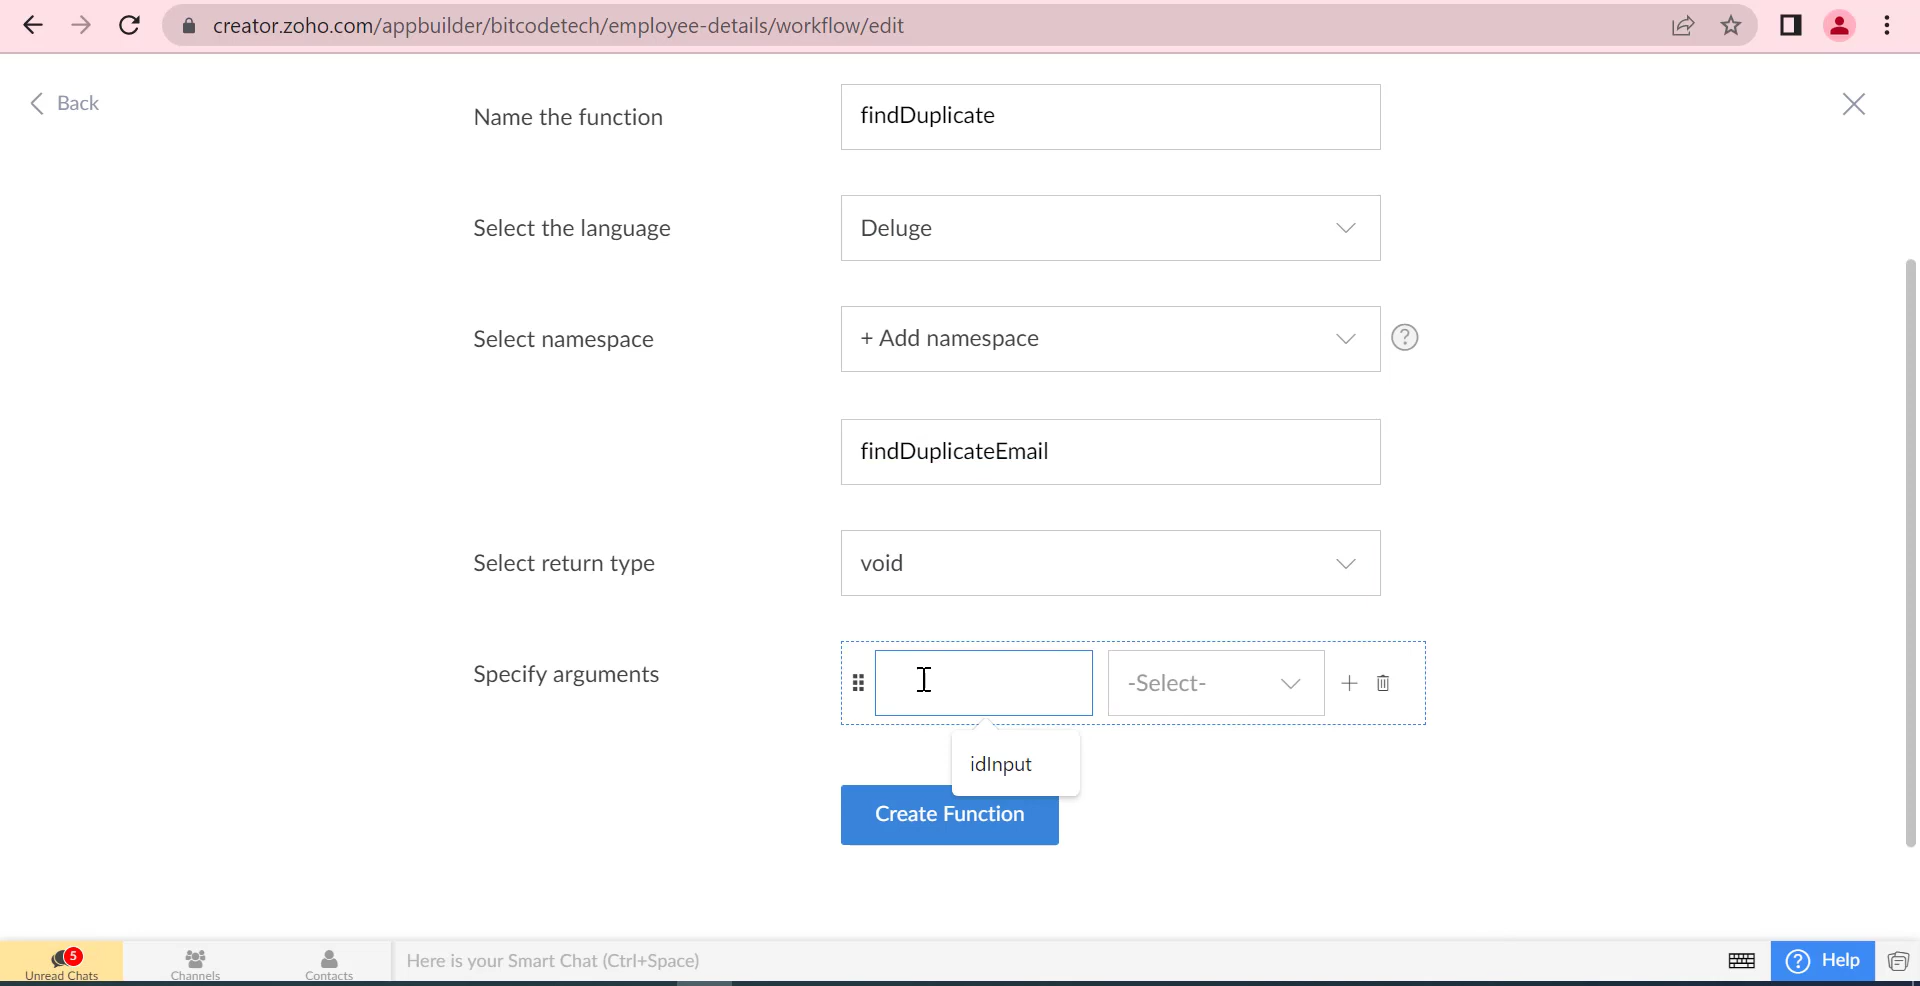 creator.zoho.com/appbuilder/bitcodetech/employee-details/workflow/edit
Back
Name the function
findDuplicate
Select the language
Deluge
Select namespace
+ Add namespace
?
findDuplicateEmail
Select return type
void
Specify arguments
-Select-
idInput
Create Function
5
Unread Chats
Channels
Contacts
Here is your Smart Chat (Ctrl+Space)
? Help